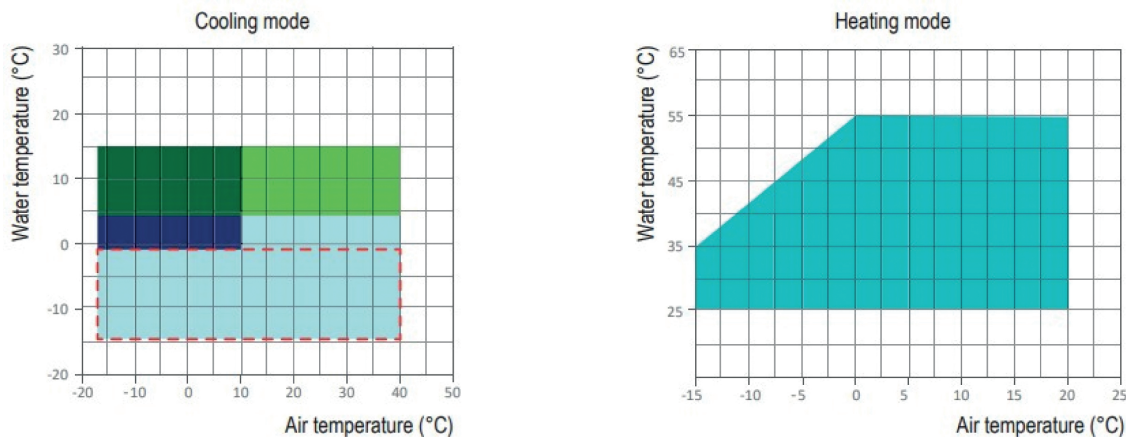 Cooling mode
Water temperature (°C)
30
20
10
0
-10
-20
-20 -10 0 10 20 30 40 50
Air temperature (°C)
Heating mode
Water temperature (°C)
65
55
45
35
25
-15 -10 -5 0 5 10 15 20 25
Air temperature (°C)